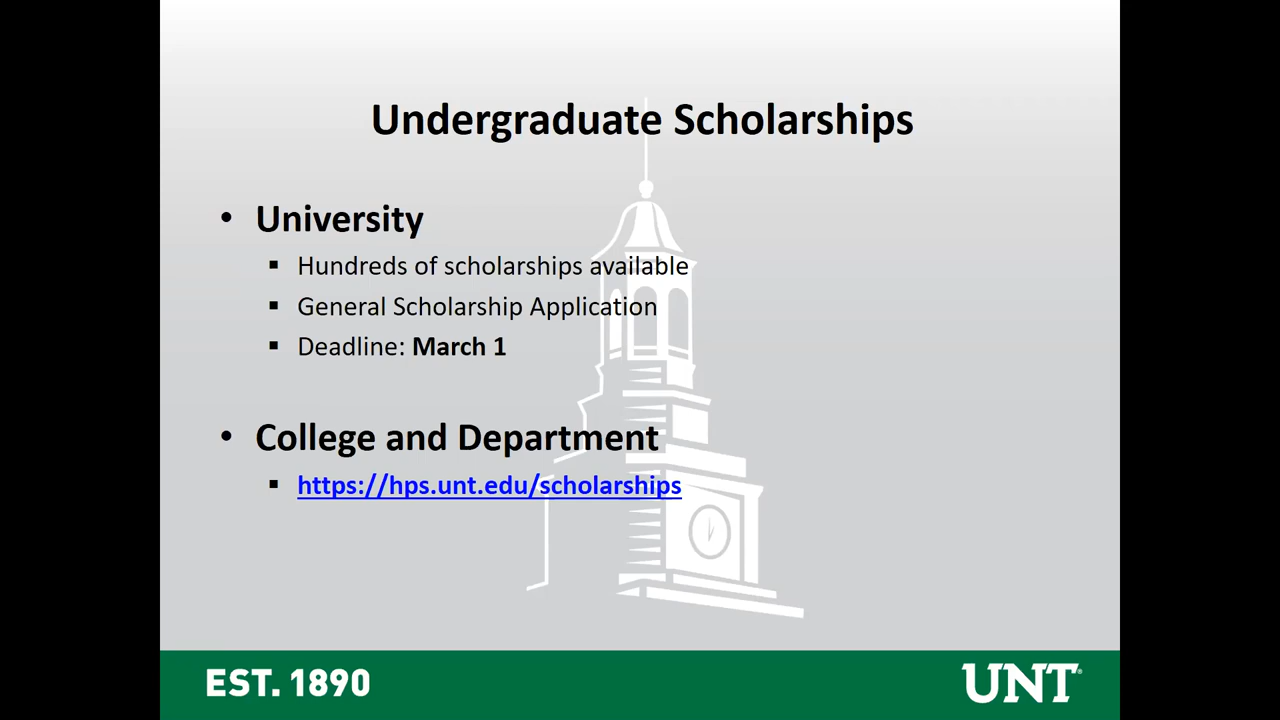 Undergraduate Scholarships
• University
▪ Hundreds of scholarships available
▪ General Scholarship Application
▪ Deadline: March 1
• College and Department
▪ https://hps.unt.edu/scholarships
EST. 1890
UNT®